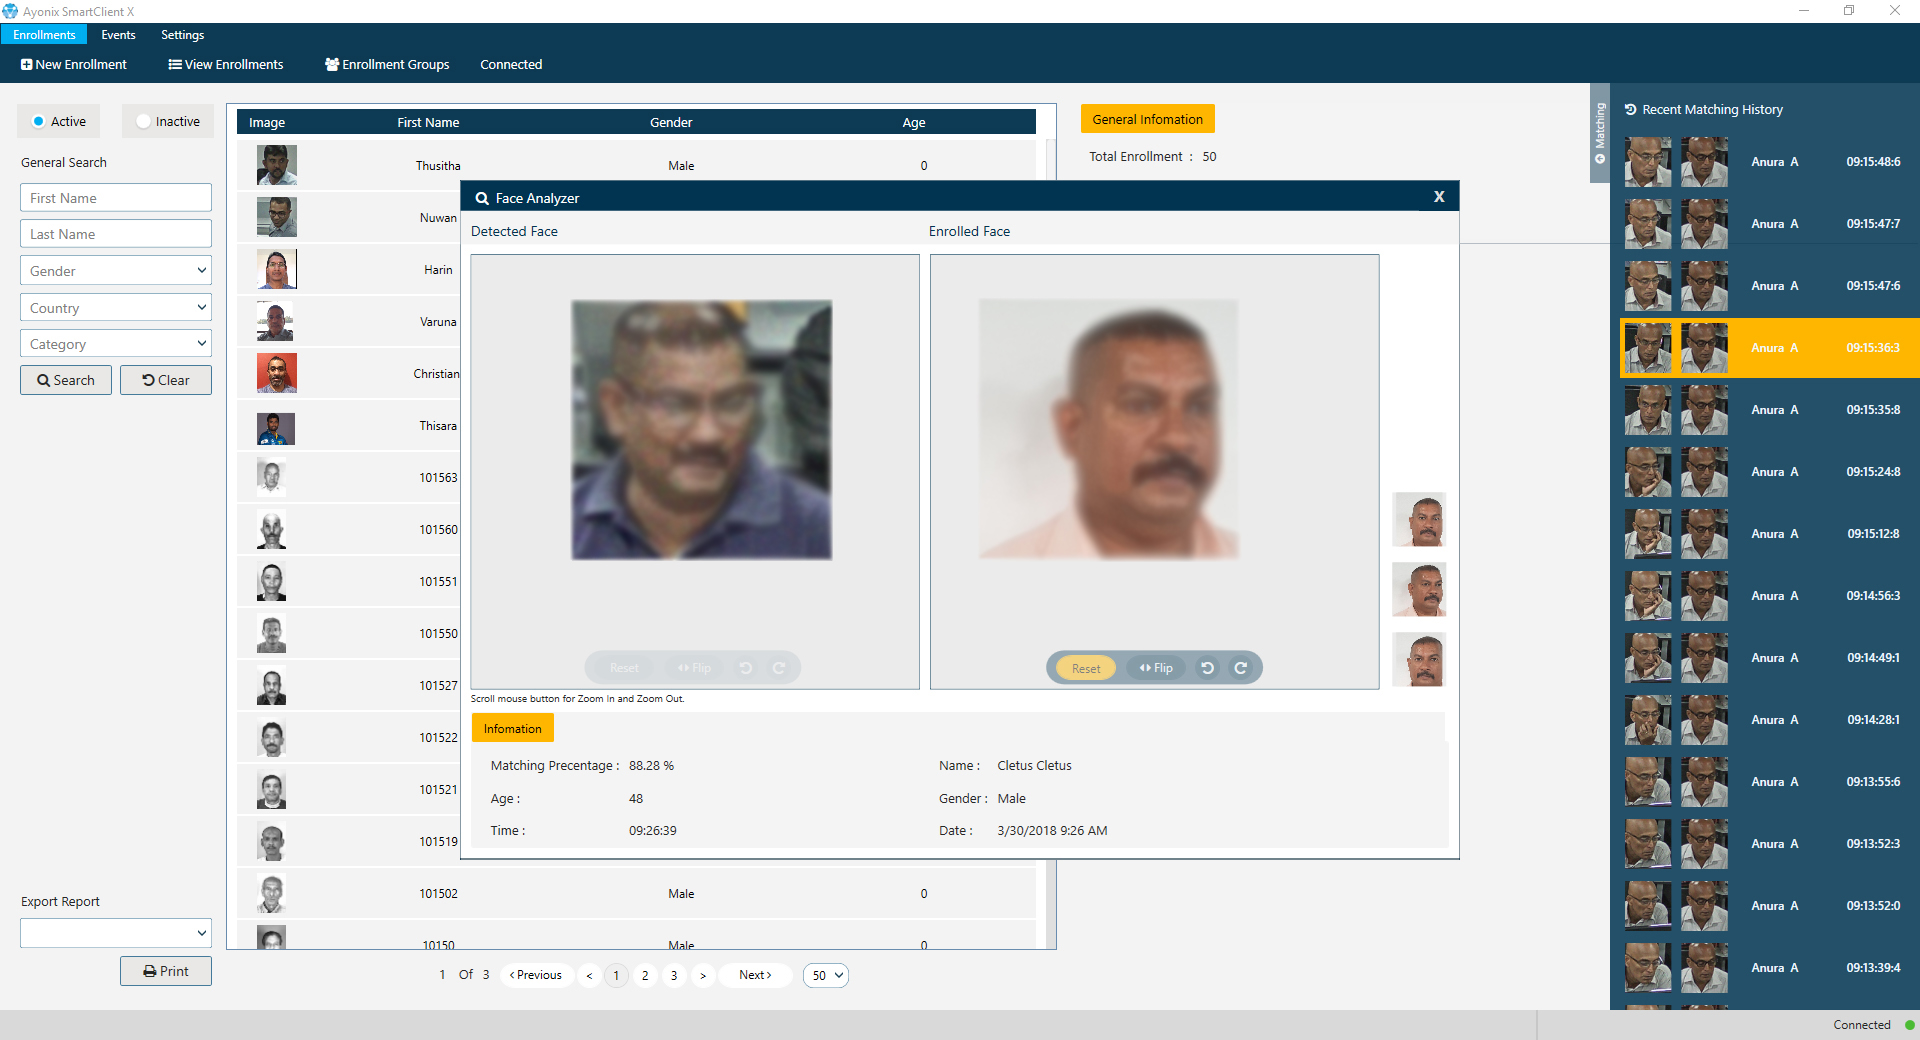 Ayonix SmartClient X
Enrollments Events Settings
New Enrollment View Enrollments Enrollment Groups Connected
Active Inactive
General Search
First Name
Last Name
Gender
Country
Category
Search Clear
Export Report
Print
Image First Name Gender Age
Thusitha Male 0
Nuwan
Harin
Varuna
Christian
Thisara
101563
101560
101551
101550
101527
101522
101521
101519
101502 Male 0
10150 Male 0
1 Of 3 Previous < 1 2 3 > Next 50
General Infomation
Total Enrollment : 50
Face Analyzer X
Detected Face Enrolled Face
Reset Flip
Reset Flip
Scroll mouse button for Zoom In and Zoom Out.
Infomation
Matching Precentage : 88.28 % Name : Cletus Cletus
Age : 48 Gender : Male
Time : 09:26:39 Date : 3/30/2018 9:26 AM
Matching
Recent Matching History
Anura A 09:15:48:6
Anura A 09:15:47:7
Anura A 09:15:47:6
Anura A 09:15:36:3
Anura A 09:15:35:8
Anura A 09:15:24:8
Anura A 09:15:12:8
Anura A 09:14:56:3
Anura A 09:14:49:1
Anura A 09:14:28:1
Anura A 09:13:55:6
Anura A 09:13:52:3
Anura A 09:13:52:0
Anura A 09:13:39:4
Connected